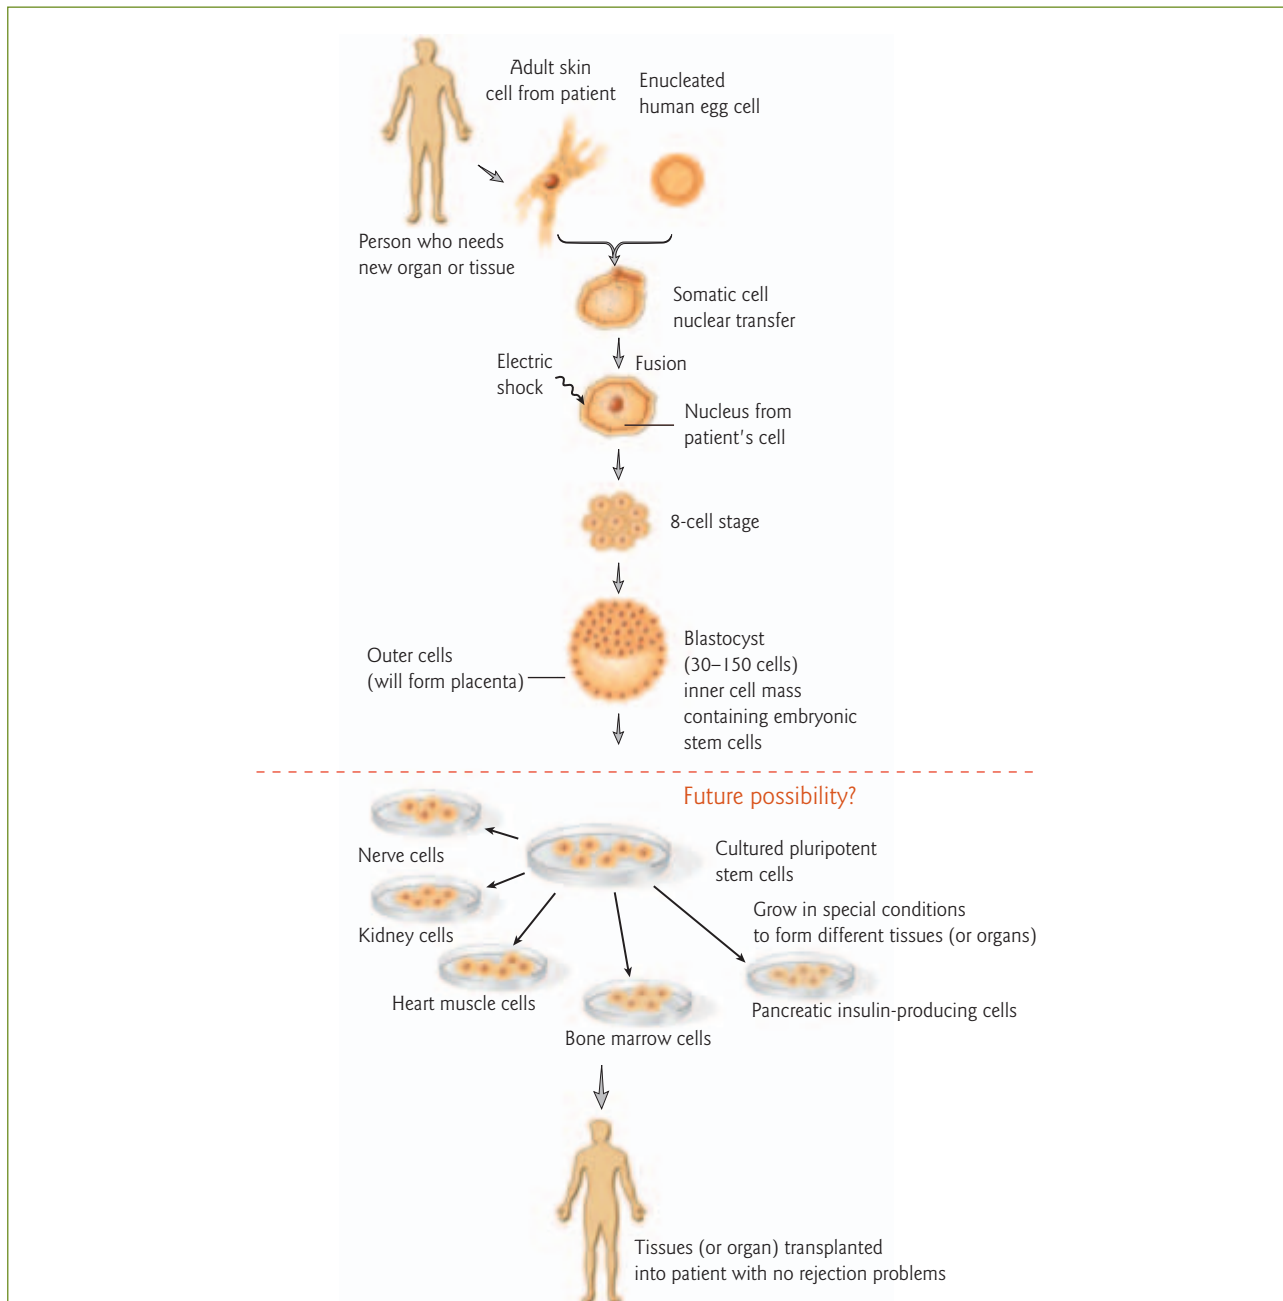 Adult skin
cell from patient
Enucleated
human egg cell
Person who needs
new organ or tissue
Somatic cell
nuclear transfer
Electric
shock
Fusion
Nucleus from
patient's cell
8-cell stage
Outer cells
(will form placenta)
Blastocyst
(30–150 cells)
inner cell mass
containing embryonic
stem cells
Future possibility?
Nerve cells
Cultured pluripotent
stem cells
Kidney cells
Grow in special conditions
to form different tissues (or organs)
Heart muscle cells
Pancreatic insulin-producing cells
Bone marrow cells
Tissues (or organ) transplanted
into patient with no rejection problems